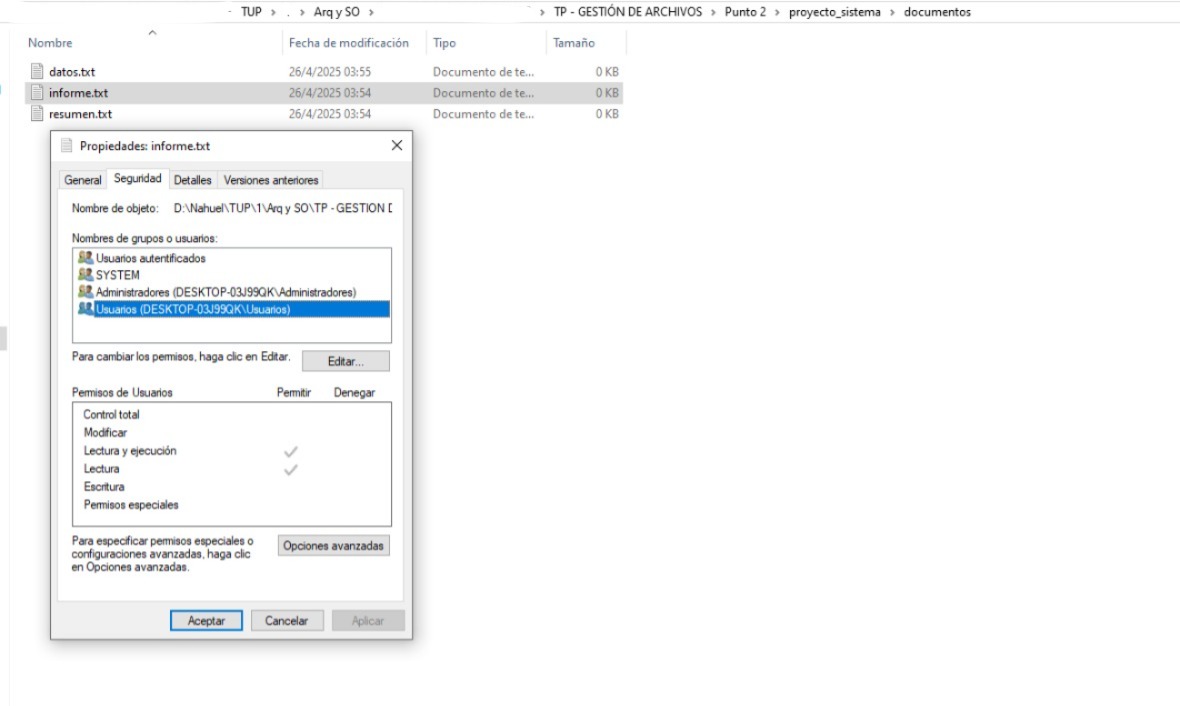 TUP > . > Arq y SO > > TP - GESTIÓN DE ARCHIVOS > Punto 2 > proyecto_sistema > documentos
Nombre Fecha de modificación Tipo Tamaño
datos.txt 26/4/2025 03:55 Documento de te... 0 KB
informe.txt 26/4/2025 03:54 Documento de te... 0 KB
resumen.txt 26/4/2025 03:54 Documento de te... 0 KB
Propiedades: informe.txt
General Seguridad Detalles Versiones anteriores
Nombre de objeto: D:\Nahuel\TUP\1\Arq y SO\TP - GESTION D
Nombres de grupos o usuarios:
Usuarios autentificados
SYSTEM
Administradores (DESKTOP-03J99QK\Administradores)
Usuarios (DESKTOP-03J99QK\Usuarios)
Para cambiar los permisos, haga clic en Editar. Editar...
Permisos de Usuarios Permitir Denegar
Control total
Modificar
Lectura y ejecución
Lectura
Escritura
Permisos especiales
Para especificar permisos especiales o
configuraciones avanzadas, haga clic
en Opciones avanzadas.
Opciones avanzadas
Aceptar Cancelar Aplicar